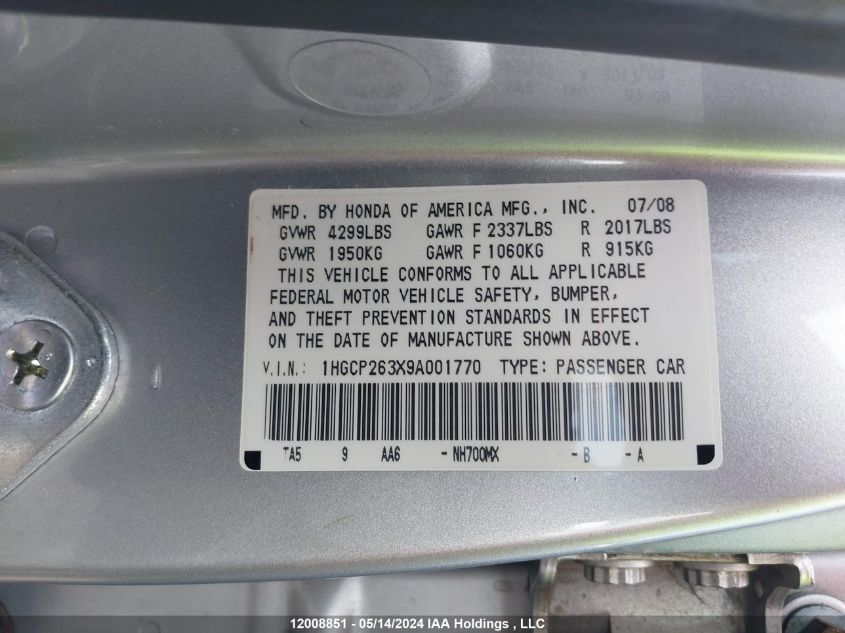 MFD. BY HONDA OF AMERICA MFG., INC. 07/08
GVWR 4299LBS GAWR F 2337LBS R 2017LBS
GVWR 1950KG GAWR F 1060KG R 915KG
THIS VEHICLE CONFORMS TO ALL APPLICABLE
FEDERAL MOTOR VEHICLE SAFETY, BUMPER,
AND THEFT PREVENTION STANDARDS IN EFFECT
ON THE DATE OF MANUFACTURE SHOWN ABOVE.
V.I.N.: 1HGCP263X9A001770 TYPE: PASSENGER CAR
TA5 9 AA6 - NH700MX - B - A
12008851 - 05/14/2024 IAA Holdings , LLC